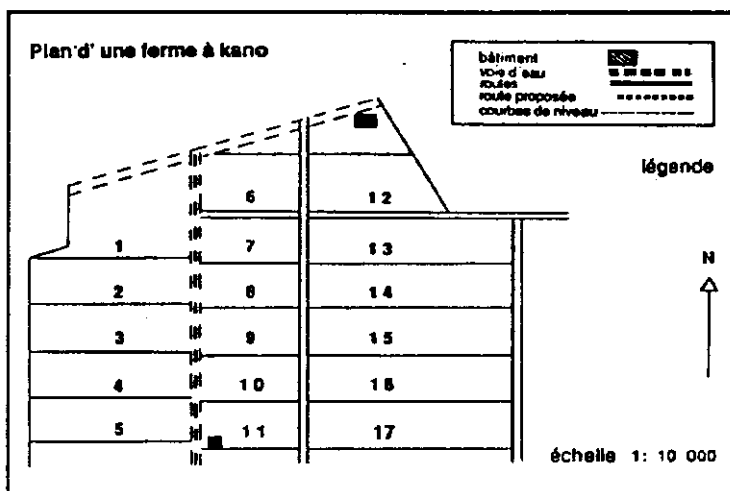 Plan d' une ferme à kano
bâtiment
voie d'eau
routes
route proposée
courbes de niveau
légende
6 12
1 7 13
2 8 14
3 9 15
N
4 10 16
5 11 17
échelle 1: 10 000